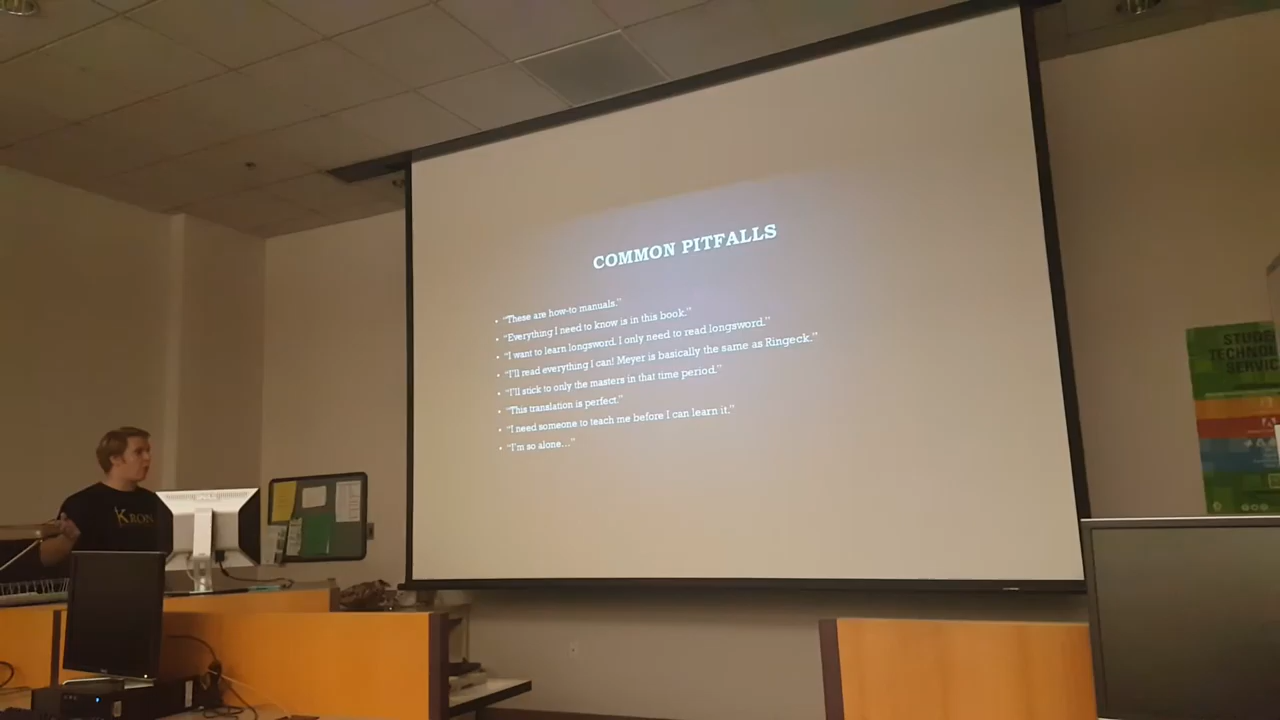 COMMON PITFALLS
• "These are how-to manuals."
• "Everything I need to know is in this book."
• "I want to learn longsword. I only need to read longsword."
• "I'll read everything I can! Meyer is basically the same as Ringeck."
• "I'll stick to only the masters in that time period."
• "This translation is perfect."
• "I need someone to teach me before I can learn it."
• "I'm so alone…"
KRON
STUDE
TECHNOL
SERVIC